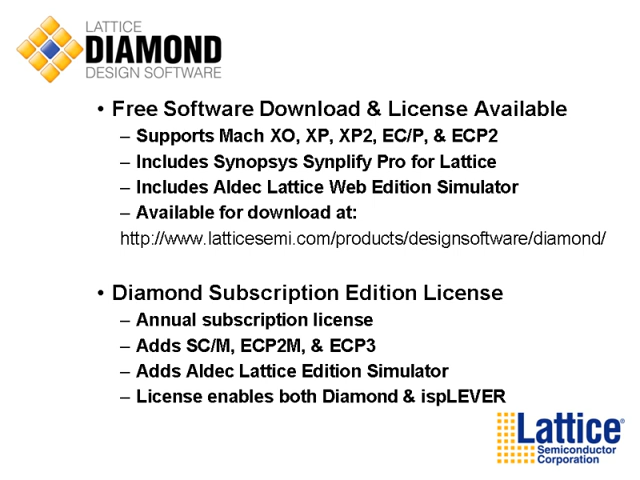 LATTICE
DIAMOND
DESIGN SOFTWARE
• Free Software Download & License Available
– Supports Mach XO, XP, XP2, EC/P, & ECP2
– Includes Synopsys Synplify Pro for Lattice
– Includes Aldec Lattice Web Edition Simulator
– Available for download at:
http://www.latticesemi.com/products/designsoftware/diamond/
• Diamond Subscription Edition License
– Annual subscription license
– Adds SC/M, ECP2M, & ECP3
– Adds Aldec Lattice Edition Simulator
– License enables both Diamond & ispLEVER
Lattice®
Semiconductor
Corporation